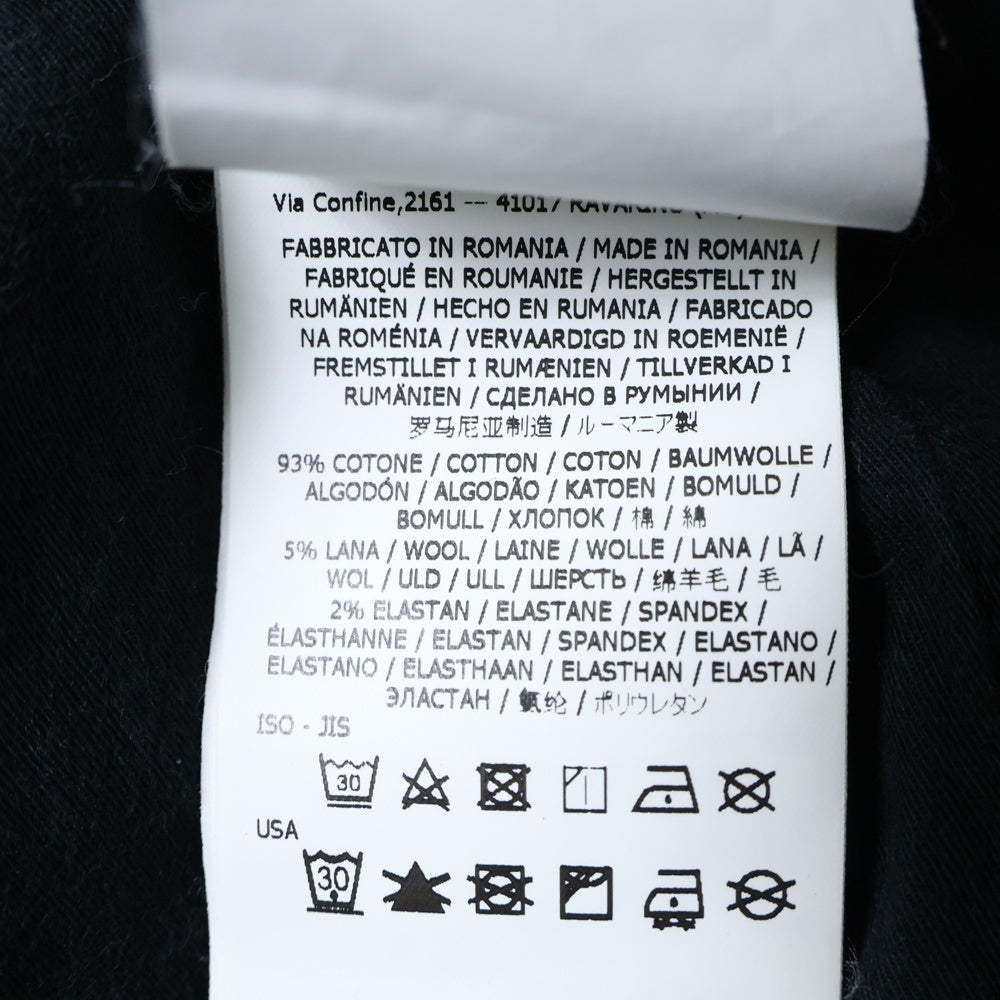 Via Confine,2161 -- 41017 RAVARINO
FABBRICATO IN ROMANIA / MADE IN ROMANIA /
FABRIQUÉ EN ROUMANIE / HERGESTELLT IN
RUMÄNIEN / HECHO EN RUMANIA / FABRICADO
NA ROMÉNIA / VERVAARDIGD IN ROEMENIË /
FREMSTILLET I RUMÆNIEN / TILLVERKAD I
RUMÄNIEN / СДЕЛАНО В РУМЫНИИ /
罗马尼亚制造 / ルーマニア製
93% COTONE / COTTON / COTON / BAUMWOLLE /
ALGODÓN / ALGODÃO / KATOEN / BOMULD /
BOMULL / ХЛОПОК / 棉 / 綿
5% LANA / WOOL / LAINE / WOLLE / LANA / LÃ /
WOL / ULD / ULL / ШЕРСТЬ / 绵羊毛 / 毛
2% ELASTAN / ELASTANE / SPANDEX /
ÉLASTHANNE / ELASTAN / SPANDEX / ELASTANO /
ELASTANO / ELASTHAAN / ELASTHAN / ELASTAN /
ЭЛАСТАН / 氨纶 / ポリウレタン
ISO - JIS
30
USA
30